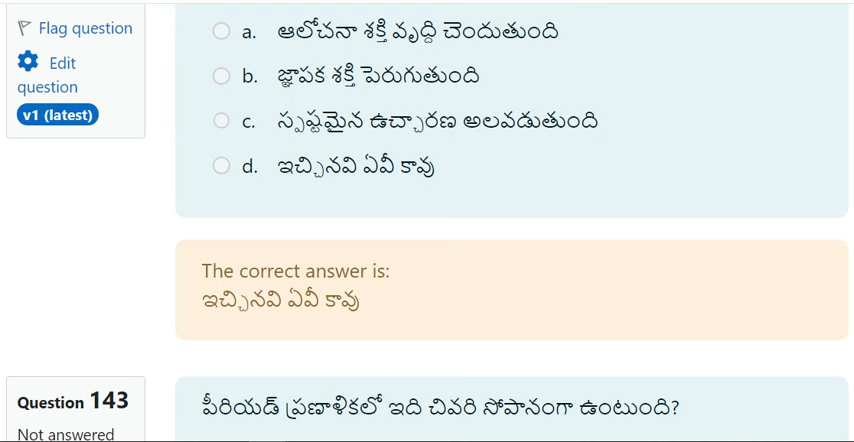 Flag question
Edit
question
v1 (latest)
a. ఆలోచనా శక్తి వృద్ది చెందుతుంది
b. జ్ఞాపక శక్తి పెరుగుతుంది
c. స్పష్టమైన ఉచ్చారణ అలవడుతుంది
d. ఇచ్చినవి ఏవీ కావు
The correct answer is:
ఇచ్చినవి ఏవీ కావు
Question 143
Not answered
పీరియడ్ ప్రణాళికలో ఇది చివరి సోపానంగా ఉంటుంది?